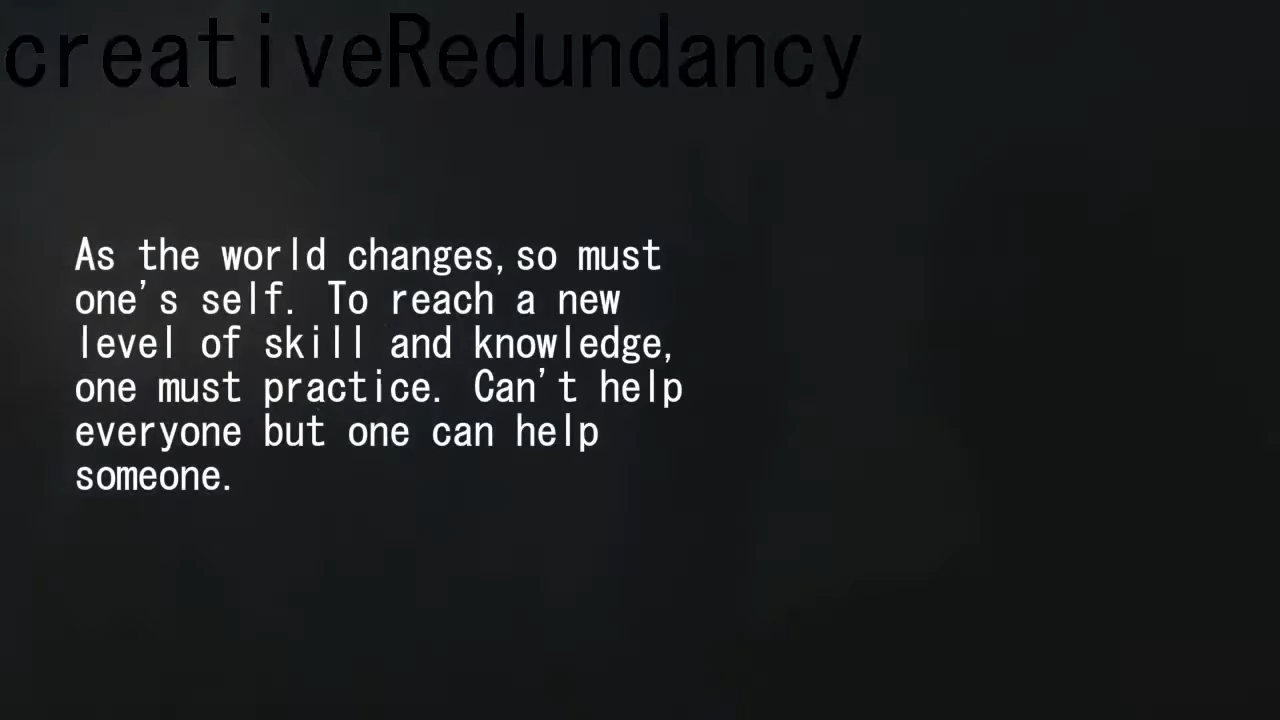 creativeRedundancy
As the world changes,so must
one's self. To reach a new
level of skill and knowledge,
one must practice. Can't help
everyone but one can help
someone.